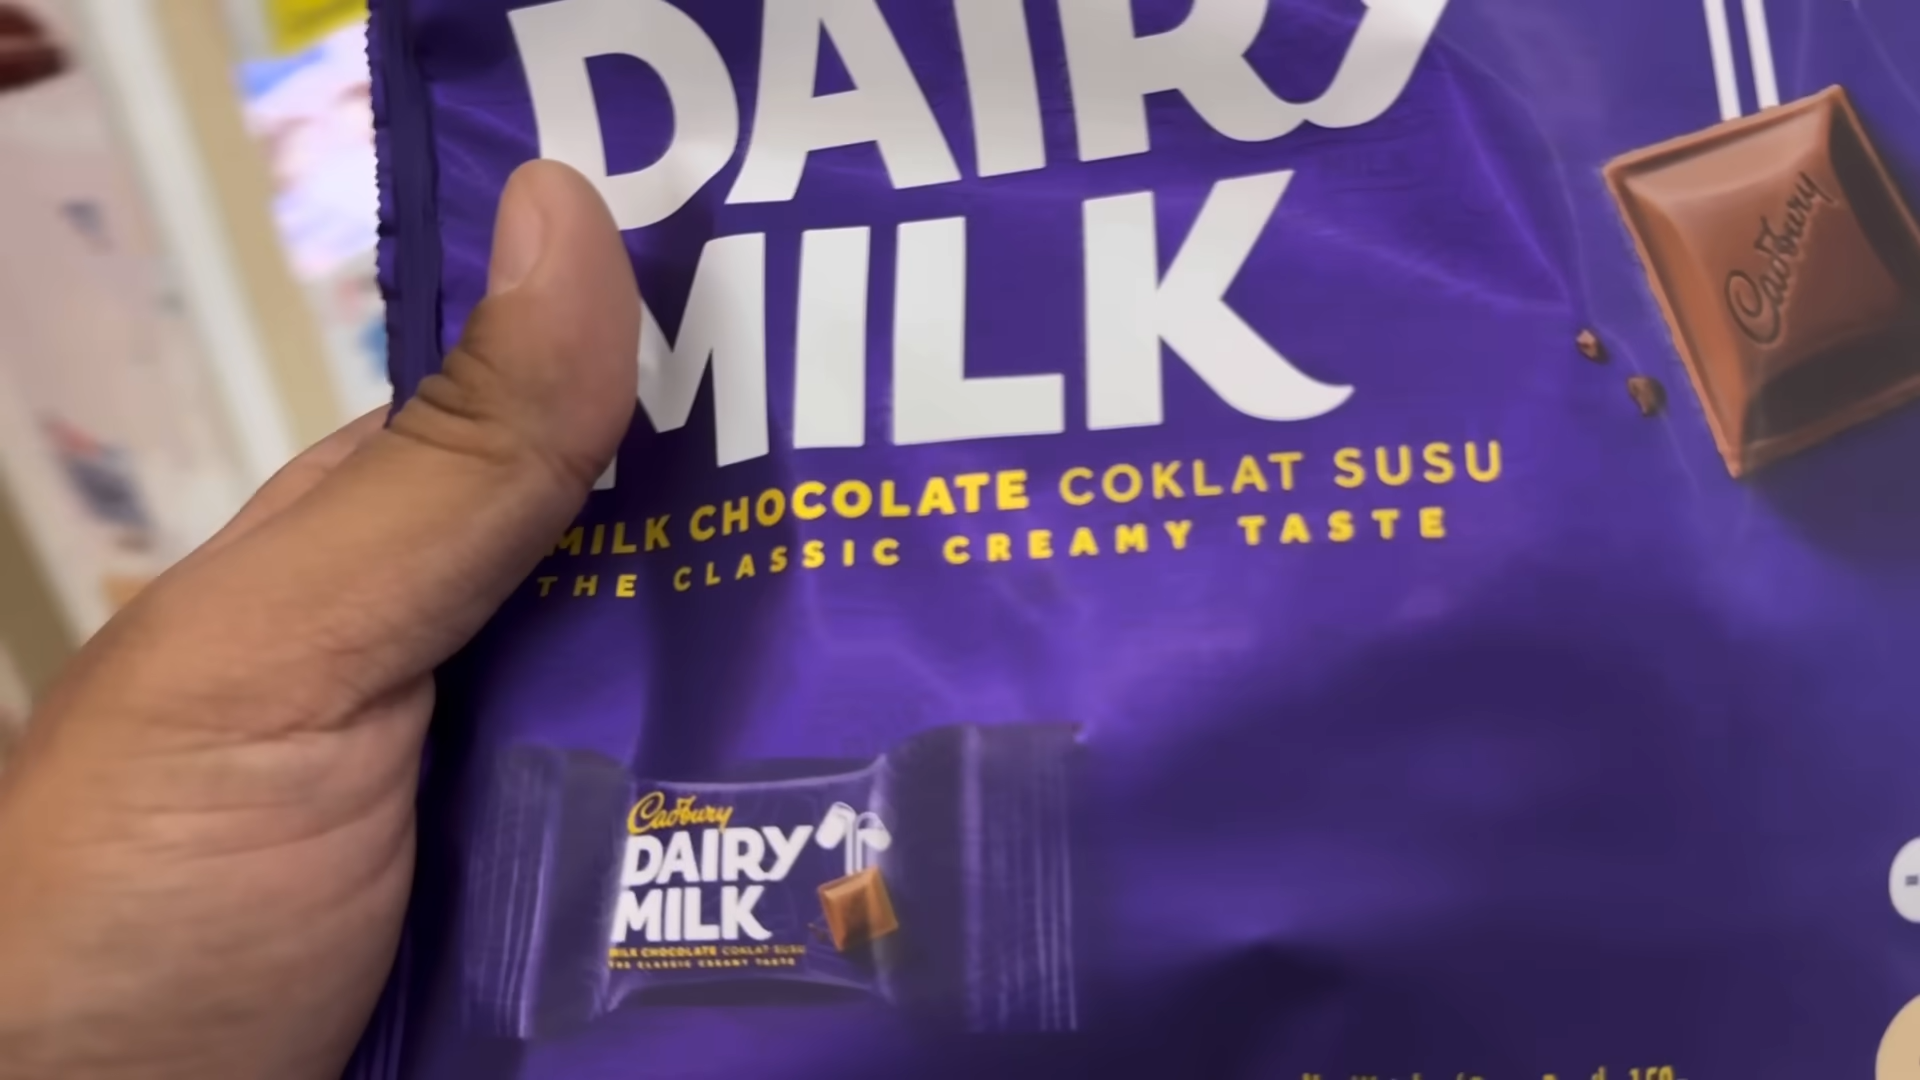 DAIRY
MILK
MILK CHOCOLATE COKLAT SUSU
THE CLASSIC CREAMY TASTE
Cadbury
Cadbury
DAIRY
MILK
MILK CHOCOLATE COKLAT SUSU
THE CLASSIC CREAMY TASTE